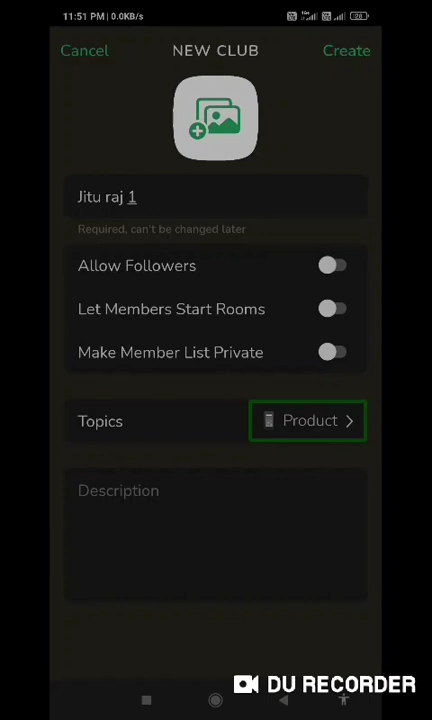 11:51 PM | 0.0KB/s
Cancel NEW CLUB Create
Jitu raj 1
Required, can't be changed later
Allow Followers
Let Members Start Rooms
Make Member List Private
Topics Product
Description
DU RECORDER